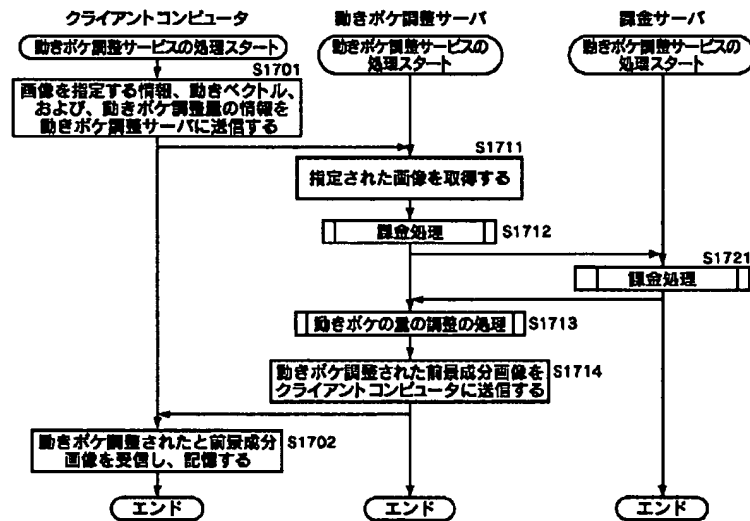 クライアントコンピュータ
動きボケ調整サービスの処理スタート
S1701
画像を指定する情報、動きベクトル、
および、動きボケ調整量の情報を
動きボケ調整サーバに送信する
動きボケ調整サーバ
動きボケ調整サービスの
処理スタート
課金サーバ
動きボケ調整サービスの
処理スタート
S1711
指定された画像を取得する
課金処理
S1712
S1721
課金処理
動きボケの量の調整の処理
S1713
動きボケ調整された前景成分画像を
クライアントコンピュータに送信する
S1714
動きボケ調整されたと前景成分
画像を受信し、記憶する
S1702
エンド
エンド
エンド